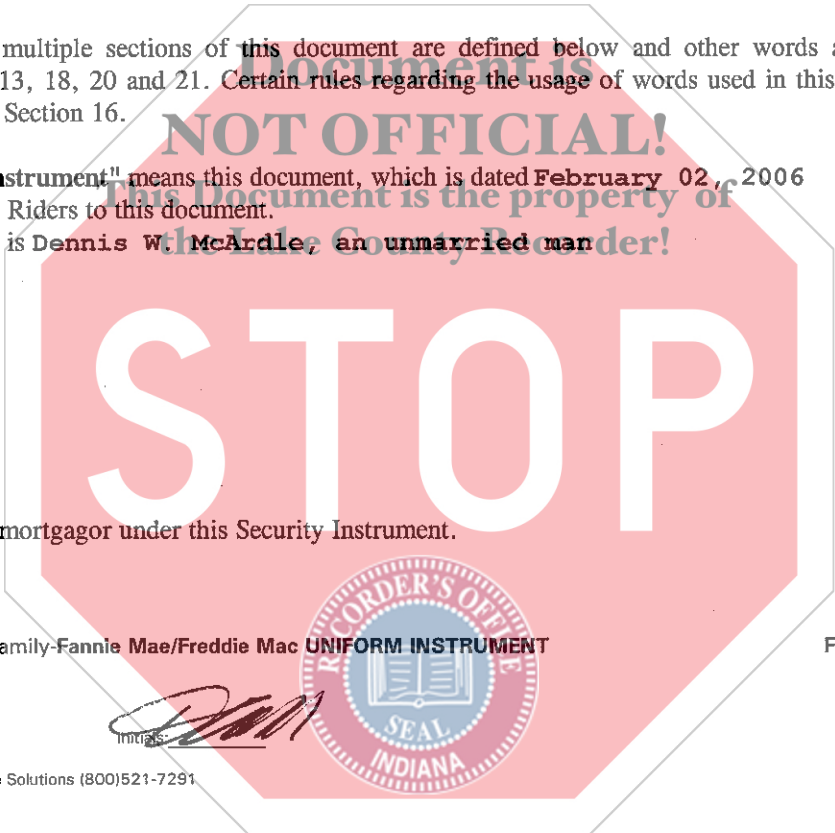 multiple sections of this document are defined below and other words a
Document is
13, 18, 20 and 21. Certain rules regarding the usage of words used in this
Section 16.
NOT OFFICIAL!
nstrument" means this document, which is dated February 02, 2006
This Document is the property of
Riders to this document.
is Dennis W. McArdle, an unmarried man
the Lake County Recorder!
STOP
mortgagor under this Security Instrument.
RECORDER'S OFFICE
amily-Fannie Mae/Freddie Mac UNIFORM INSTRUMENT
F
SEAL
Initials:
INDIANA
e Solutions (800)521-7291